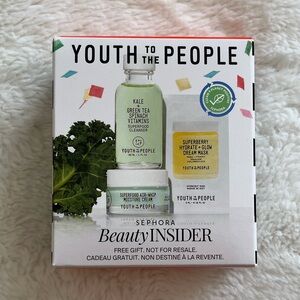 YOUTH TO THE PEOPLE
KALE
+
GREEN TEA
SPINACH
VITAMINS
SUPERFOOD
CLEANSER
YOUTH TO THE PEOPLE
SUPERBERRY
HYDRATE + GLOW
DREAM MASK
YOUTH TO THE PEOPLE
SUPERFOOD AIR-WHIP
MOISTURE CREAM
YOUTH TO THE PEOPLE
SEPHORA
Beauty INSIDER
FREE GIFT. NOT FOR RESALE.
CADEAU GRATUIT. NON DESTINÉ À LA REVENTE.